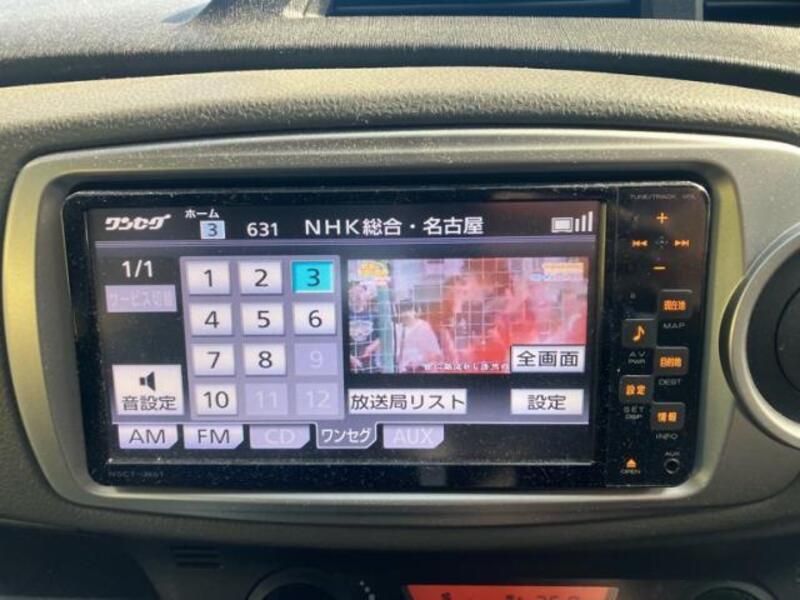 ワンセグ ホーム 3 631 NHK総合・名古屋
1/1
サービス切替
1 2 3
4 5 6
7 8 9
10 11 12
音設定
全画面
放送局リスト
設定
AM FM CD ワンセグ AUX
TUNE/TRACK VOL
+
−
現在地
MAP
AV
PWR
目的地
DEST
設定
SET
DISP
情報
INFO
OPEN
AUX